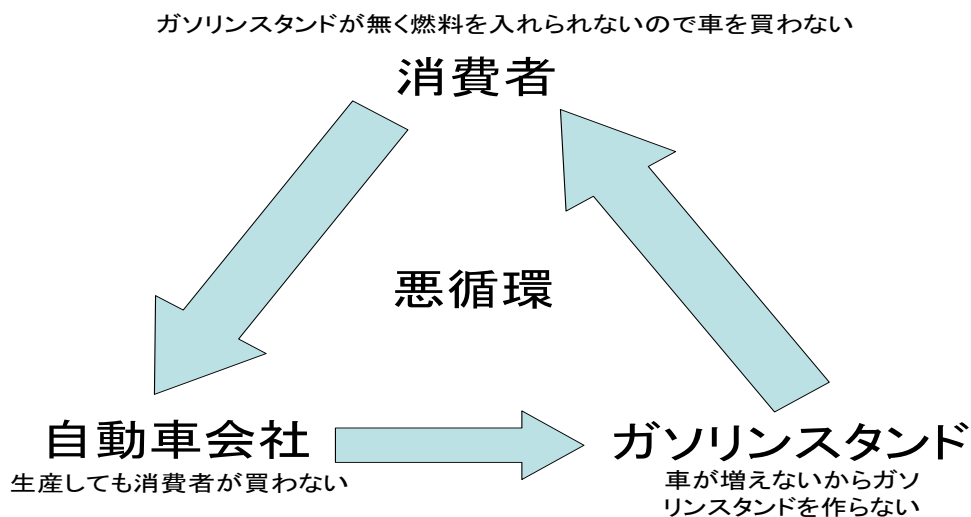 ガソリンスタンドが無く燃料を入れられないので車を買わない
消費者
悪循環
自動車会社
生産しても消費者が買わない
ガソリンスタンド
車が増えないからガソ
リンスタンドを作らない